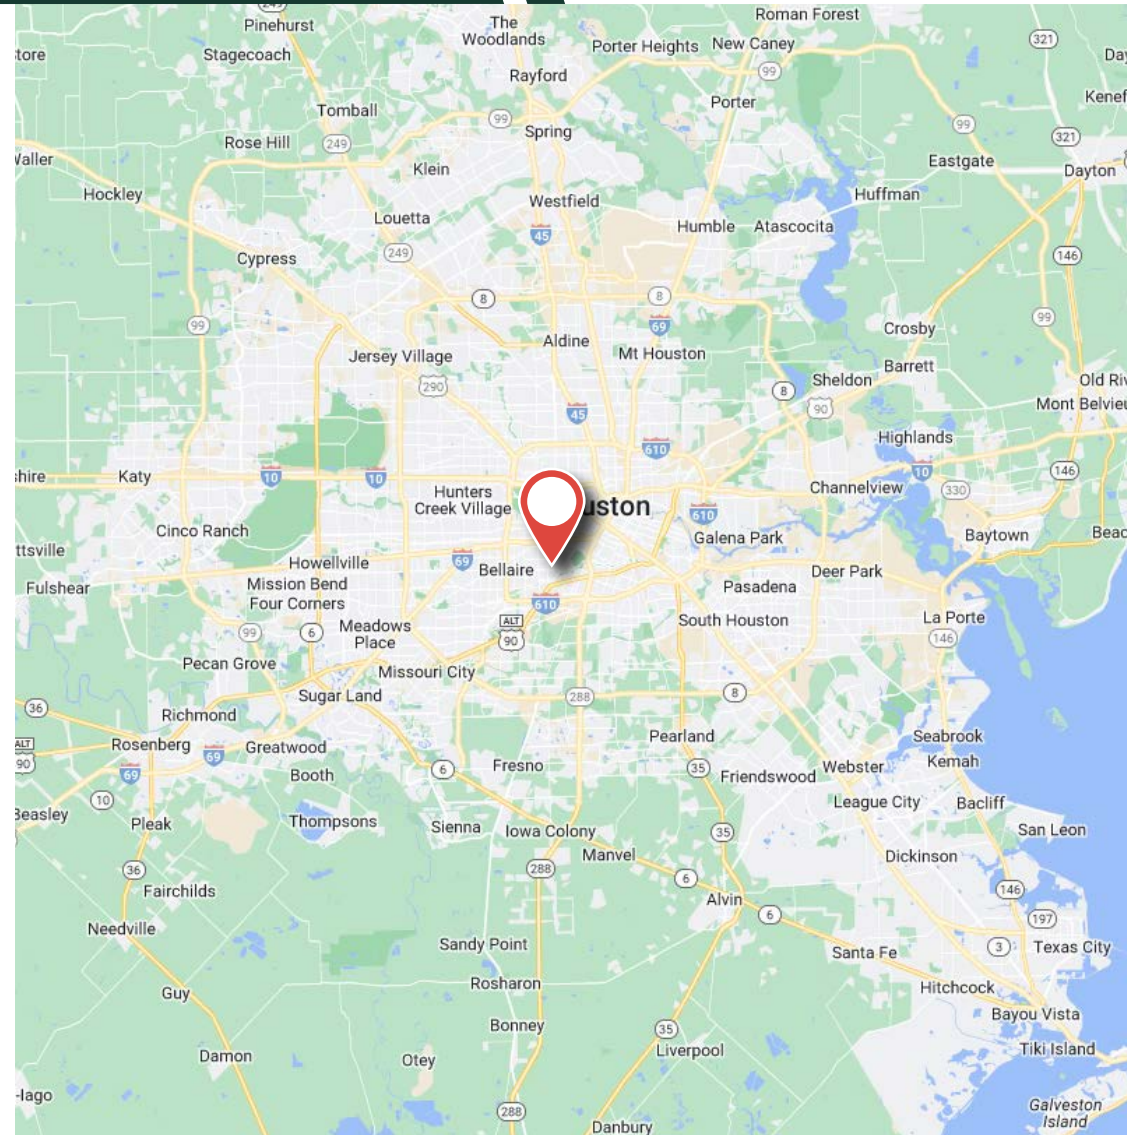 249
Pinehurst
The
Woodlands
Roman Forest
321
tore
Stagecoach
Porter Heights
New Caney
Day
Rayford
99
Kenef
Tomball
Porter
99
Spring
99
321
Rose Hill
249
Waller
Klein
Eastgate
Dayton
Hockley
Westfield
Huffman
Louetta
Humble
Atascocita
45
249
146
Cypress
8
8
99
99
69
Crosby
Aldine
Mt Houston
Jersey Village
Barrett
290
Sheldon
Old Riv
8
90
Mont Belvieu
45
Highlands
610
10
146
shire
Katy
10
10
Channelview
330
Hunters
Creek Village
uston
610
Cinco Ranch
Galena Park
Baytown
Beac
ttsville
Howellville
69
Bellaire
Deer Park
Fulshear
Mission Bend
Pasadena
Four Corners
610
La Porte
99
6
Meadows
Place
ALT
90
South Houston
146
Pecan Grove
Missouri City
Sugar Land
288
8
36
Richmond
ALT
90
Rosenberg
69
Greatwood
Pearland
Seabrook
69
Booth
6
Fresno
35
Friendswood
Webster
Kemah
10
Beasley
Pleak
Thompsons
Sienna
Iowa Colony
35
League City
Bacliff
San Leon
36
288
Manvel
Dickinson
Fairchilds
6
Alvin
146
6
197
Needville
Sandy Point
Santa Fe
3
Texas City
Rosharon
Hitchcock
Guy
Bonney
35
Bayou Vista
Damon
Otey
Liverpool
Tiki Island
-Iago
288
Danbury
Galveston
Island